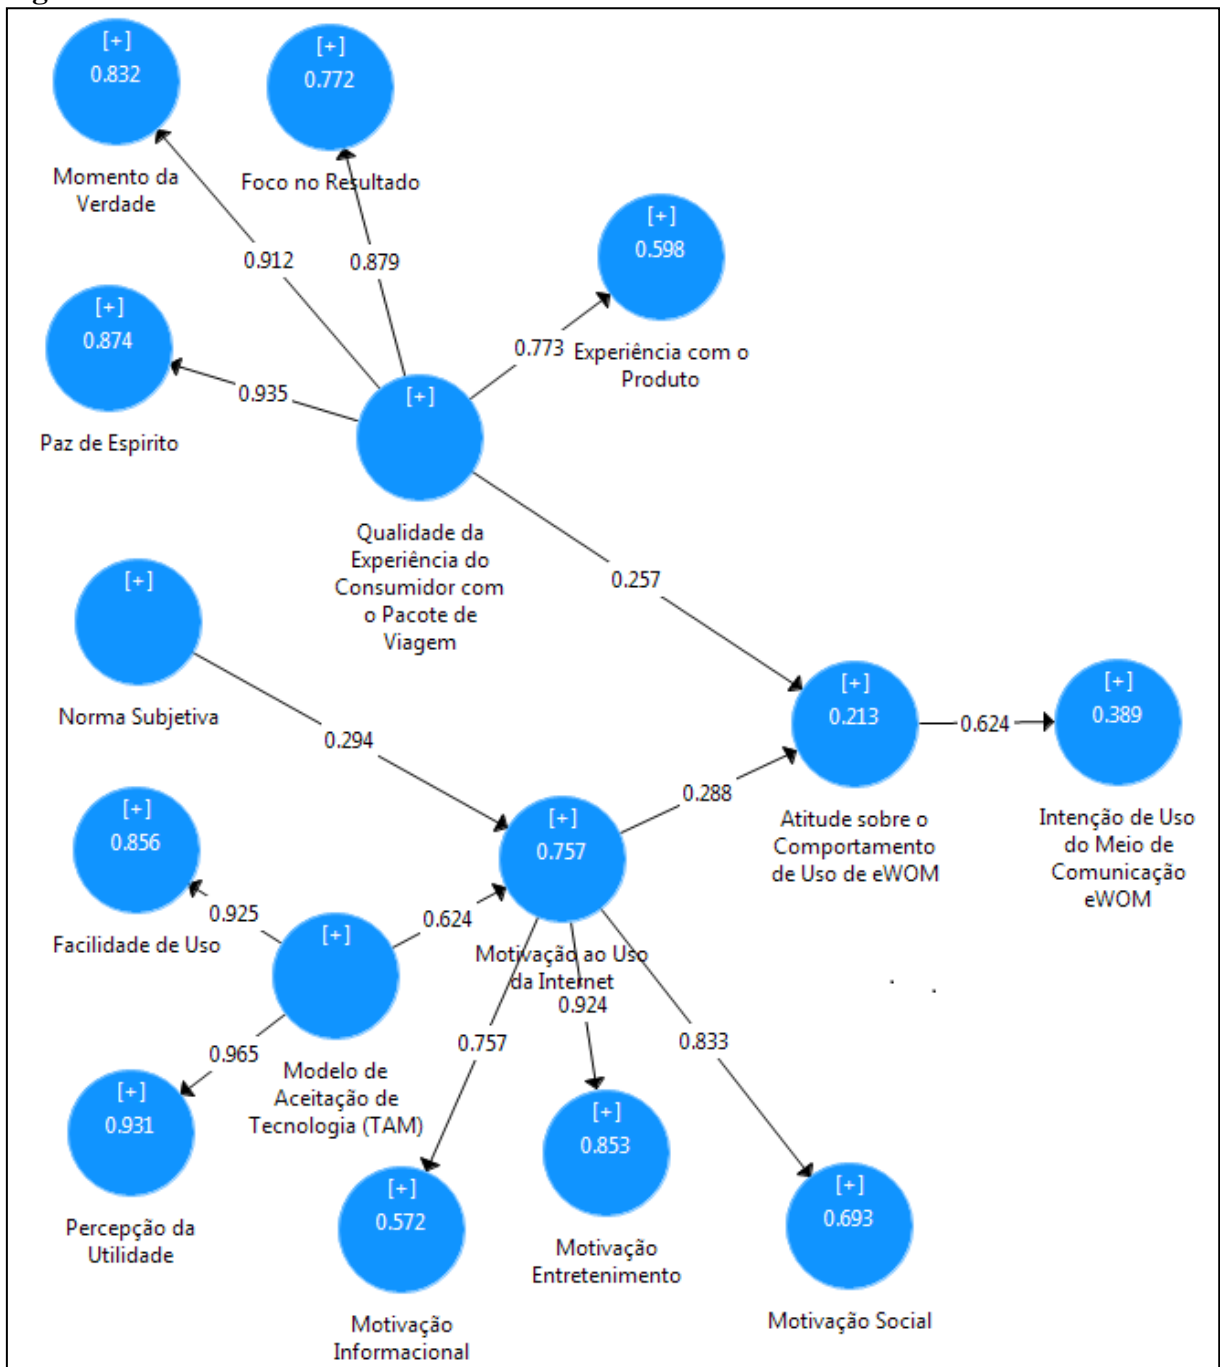 [+]
0.832
Momento da
Verdade
[+]
0.772
Foco no Resultado
[+]
0.598
Experiência com o
Produto
0.912
0.879
0.773
[+]
0.874
Paz de Espirito
0.935
[+]
Qualidade da
Experiência do
Consumidor com
o Pacote de
Viagem
0.257
[+]
Norma Subjetiva
0.294
[+]
0.213
Atitude sobre o
Comportamento
de Uso de eWOM
0.624
[+]
0.389
Intenção de Uso
do Meio de
Comunicação
eWOM
0.288
[+]
0.757
Motivação ao Uso
da Internet
[+]
0.856
Facilidade de Uso
0.925
0.624
[+]
Modelo de
Aceitação de
Tecnologia (TAM)
0.965
[+]
0.931
Percepção da
Utilidade
0.757
0.924
0.833
[+]
0.572
Motivação
Informacional
[+]
0.853
Motivação
Entretenimento
[+]
0.693
Motivação Social